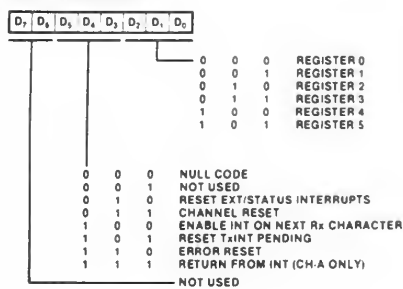 D7 D6 D5 D4 D3 D2 D1 D0
0 0 0 REGISTER 0
0 0 1 REGISTER 1
0 1 0 REGISTER 2
0 1 1 REGISTER 3
1 0 0 REGISTER 4
1 0 1 REGISTER 5
0 0 0 NULL CODE
0 0 1 NOT USED
0 1 0 RESET EXT/STATUS INTERRUPTS
0 1 1 CHANNEL RESET
1 0 0 ENABLE INT ON NEXT Rx CHARACTER
1 0 1 RESET TxINT PENDING
1 1 0 ERROR RESET
1 1 1 RETURN FROM INT (CH-A ONLY)
NOT USED